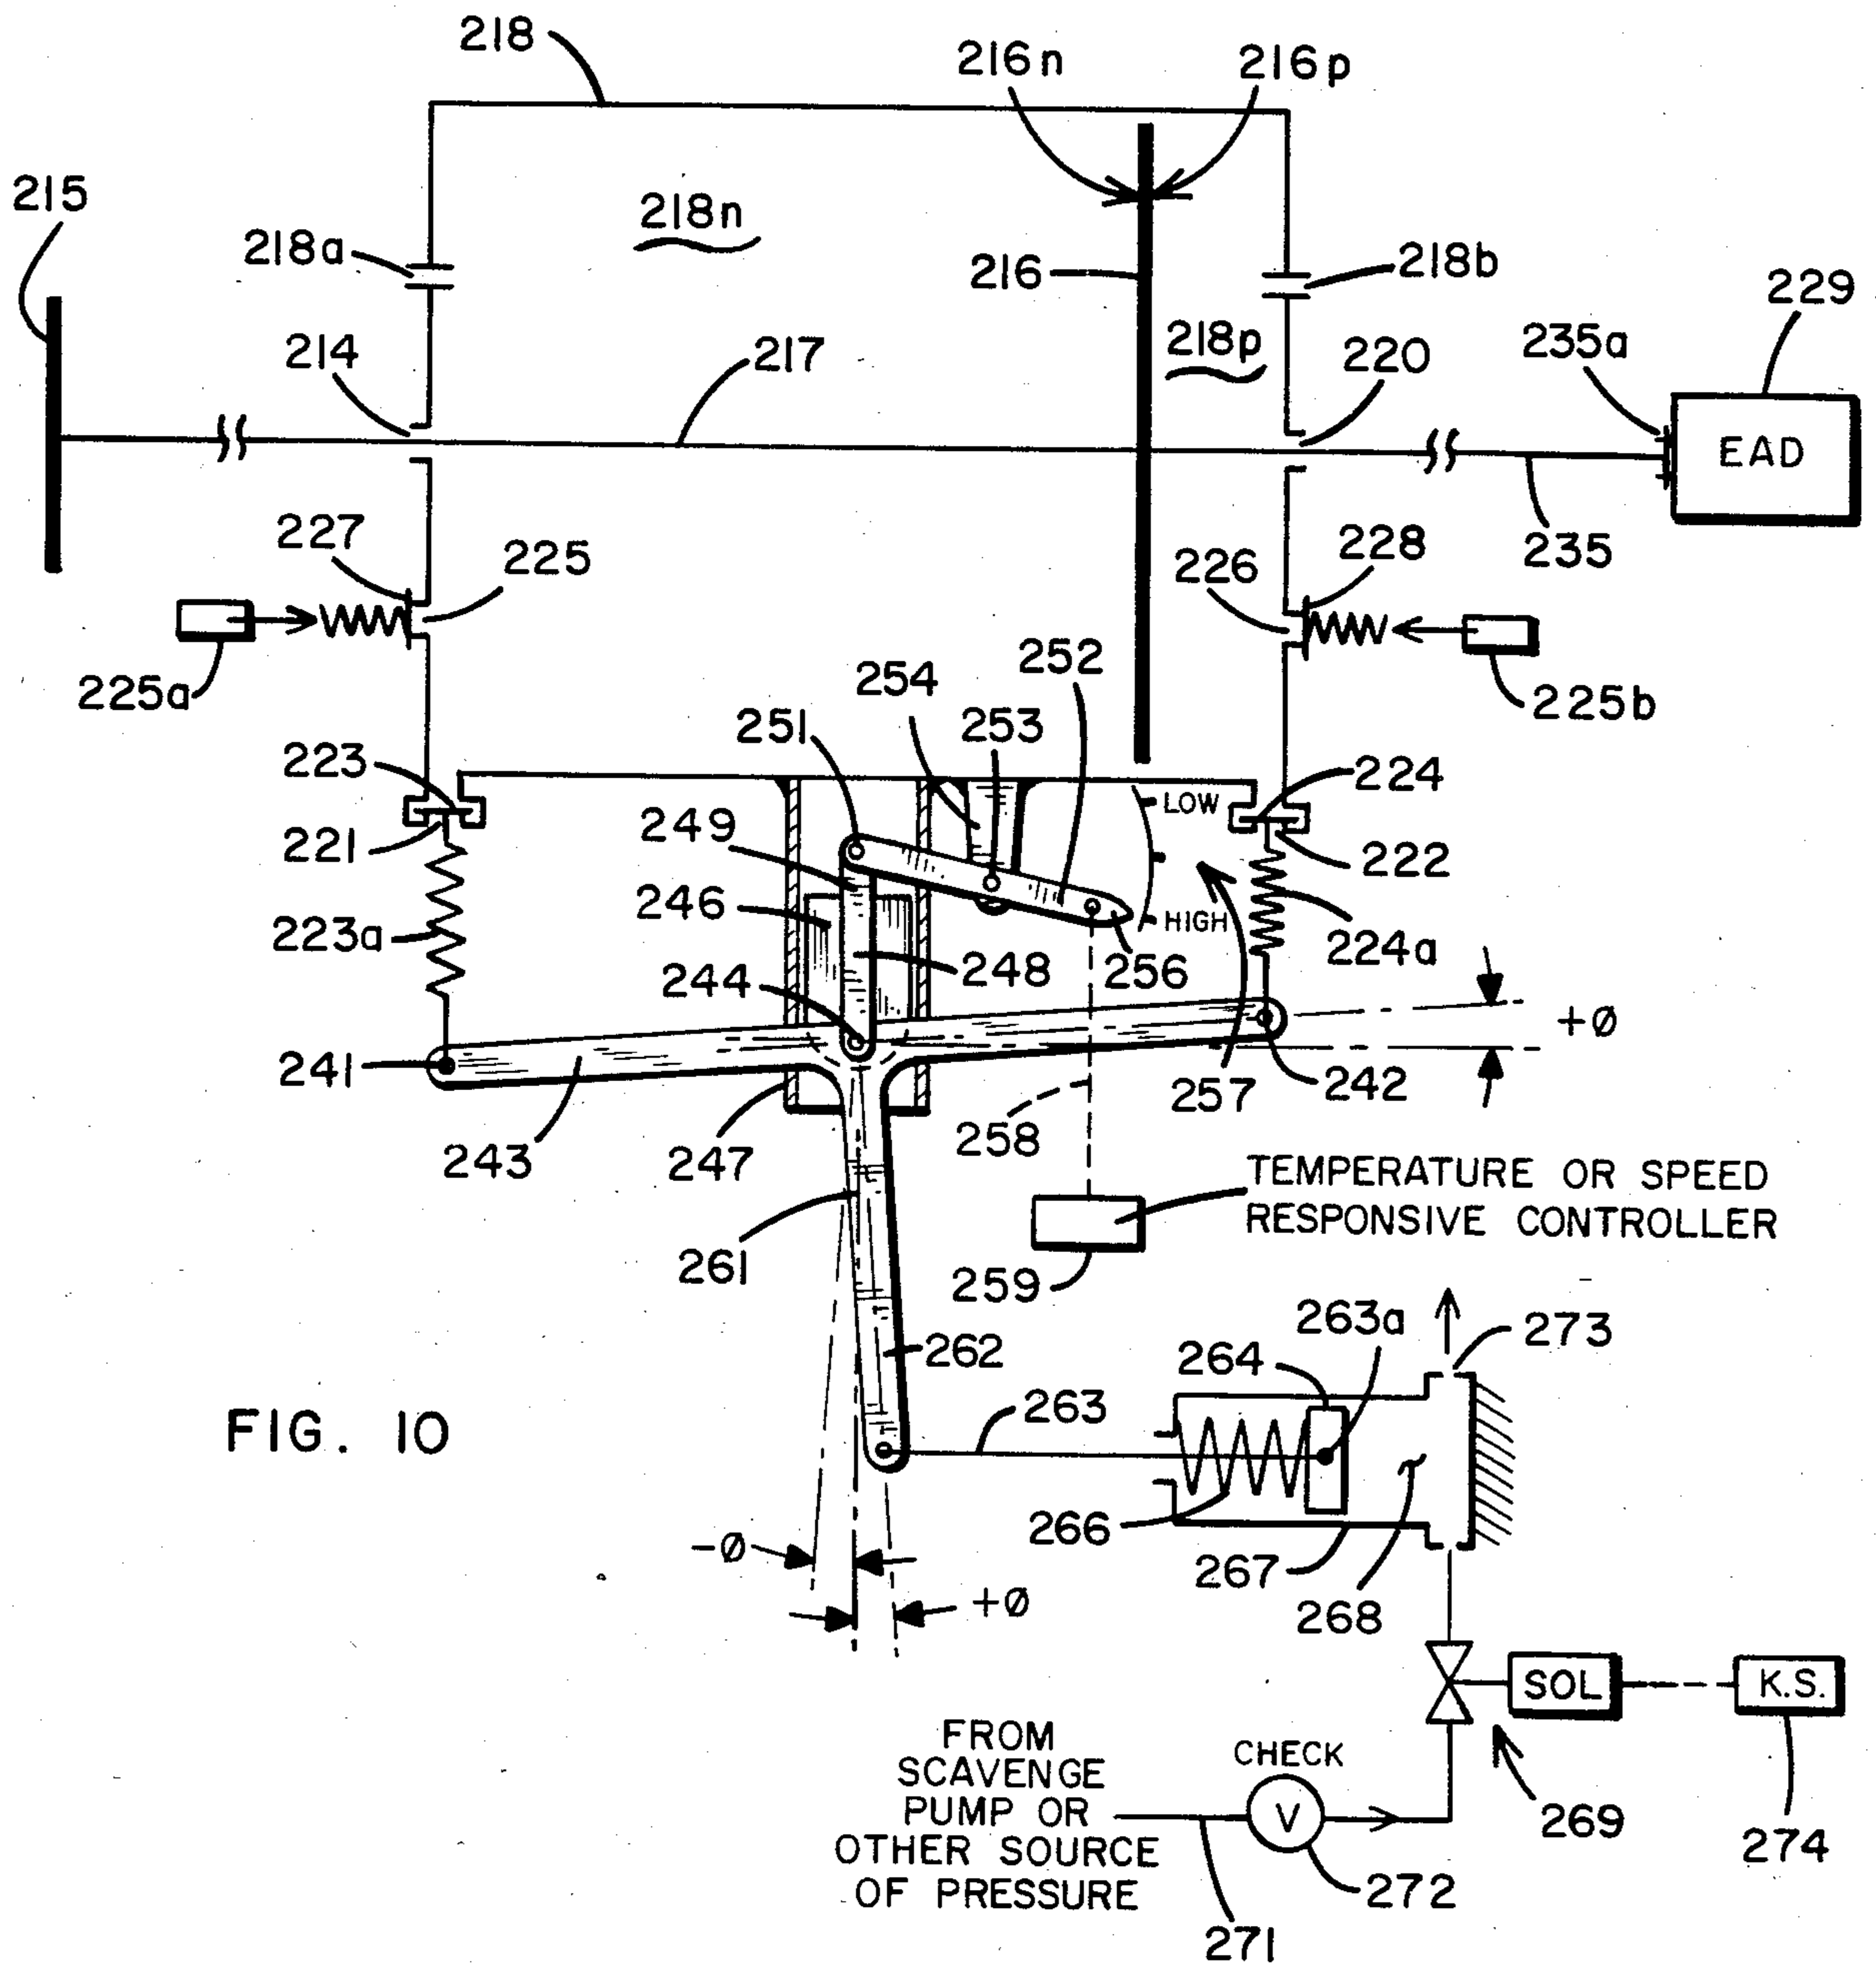 218
216n
216p
215
218n
218a
216
218b
229
218p
235a
214
217
220
EAD
227
225
228
226
235
252
254
225a
251
253
225b
223
224
LOW
249
221
222
246
HIGH
223a
224a
248
256
244
+Ø
241
242
257
258
243
247
TEMPERATURE OR SPEED
RESPONSIVE CONTROLLER
261
259
263a
273
264
262
263
FIG. 10
266
-Ø
267
+Ø
268
SOL
K.S.
FROM
SCAVENGE
PUMP OR
OTHER SOURCE
OF PRESSURE
CHECK
V
269
274
272
271